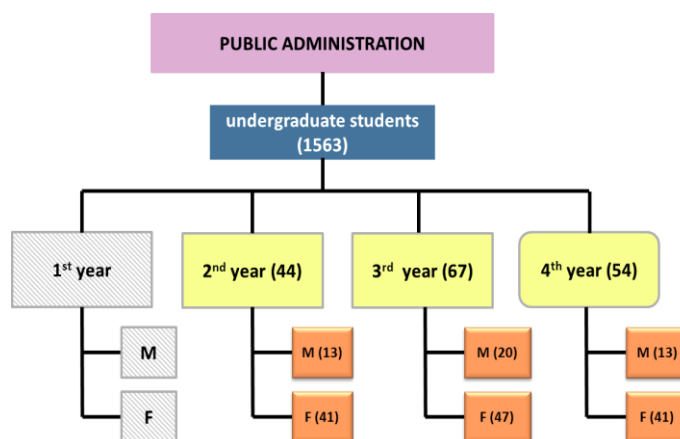 PUBLIC ADMINISTRATION
undergraduate students
(1563)
1st year
2nd year (44)
3rd year (67)
4th year (54)
M
M (13)
M (20)
M (13)
F
F (41)
F (47)
F (41)